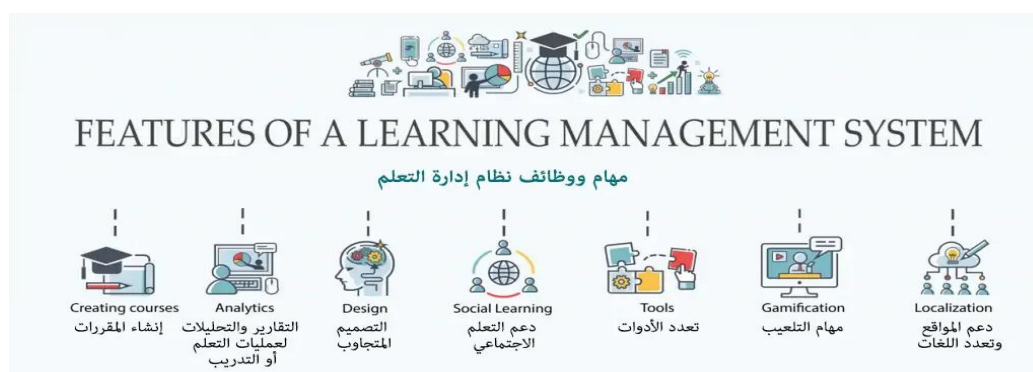 FEATURES OF A LEARNING MANAGEMENT SYSTEM
مهام ووظائف نظام إدارة التعلم
Creating courses
إنشاء المقررات
Analytics
التقارير والتحليلات
لعمليات التعلم
أو التدريب
Design
التصميم
المتجاوب
Social Learning
دعم التعلم
الاجتماعي
Tools
تعدد الأدوات
Gamification
مهام التلعيب
Localization
دعم المواقع
وتعدد اللغات